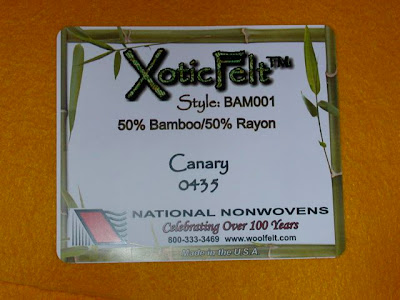 XoticFelt™
Style: BAM001
50% Bamboo/50% Rayon
Canary
0435
NATIONAL NONWOVENS
Celebrating Over 100 Years
800-333-3469 www.woolfelt.com
Made in the U.S.A